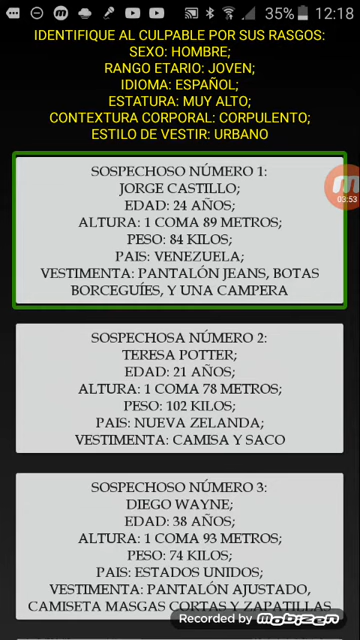 35% 12:18
IDENTIFIQUE AL CULPABLE POR SUS RASGOS:
SEXO: HOMBRE;
RANGO ETARIO: JOVEN;
IDIOMA: ESPAÑOL;
ESTATURA: MUY ALTO;
CONTEXTURA CORPORAL: CORPULENTO;
ESTILO DE VESTIR: URBANO
SOSPECHOSO NÚMERO 1:
JORGE CASTILLO;
EDAD: 24 AÑOS;
ALTURA: 1 COMA 89 METROS;
PESO: 84 KILOS;
PAIS: VENEZUELA;
VESTIMENTA: PANTALÓN JEANS, BOTAS
BORCEGUÍES, Y UNA CAMPERA
03:53
SOSPECHOSA NÚMERO 2:
TERESA POTTER;
EDAD: 21 AÑOS;
ALTURA: 1 COMA 78 METROS;
PESO: 102 KILOS;
PAIS: NUEVA ZELANDA;
VESTIMENTA: CAMISA Y SACO
SOSPECHOSO NÚMERO 3:
DIEGO WAYNE;
EDAD: 38 AÑOS;
ALTURA: 1 COMA 93 METROS;
PESO: 74 KILOS;
PAIS: ESTADOS UNIDOS;
VESTIMENTA: PANTALÓN AJUSTADO,
CAMISETA MASGAS CORTAS Y ZAPATILLAS
Recorded by mobizen